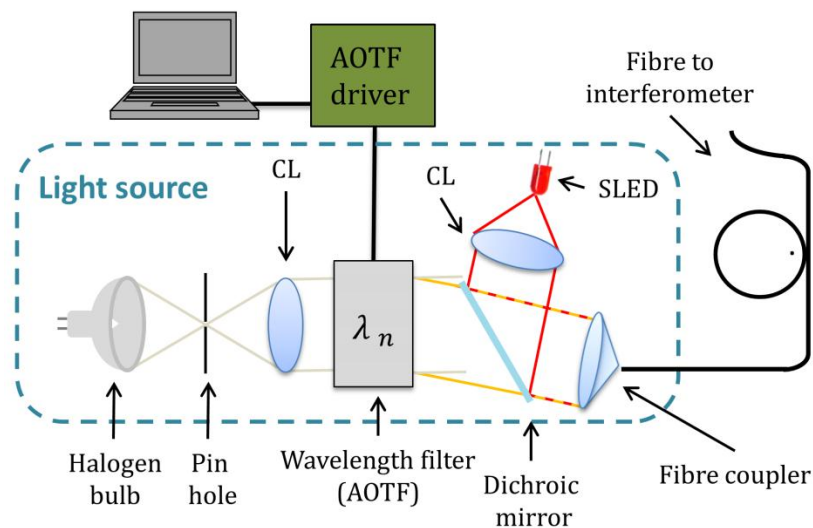 AOTF
driver
Fibre to
interferometer
Light source
CL
CL
SLED
λ n
Halogen
bulb
Pin
hole
Wavelength filter
(AOTF)
Dichroic
mirror
Fibre coupler